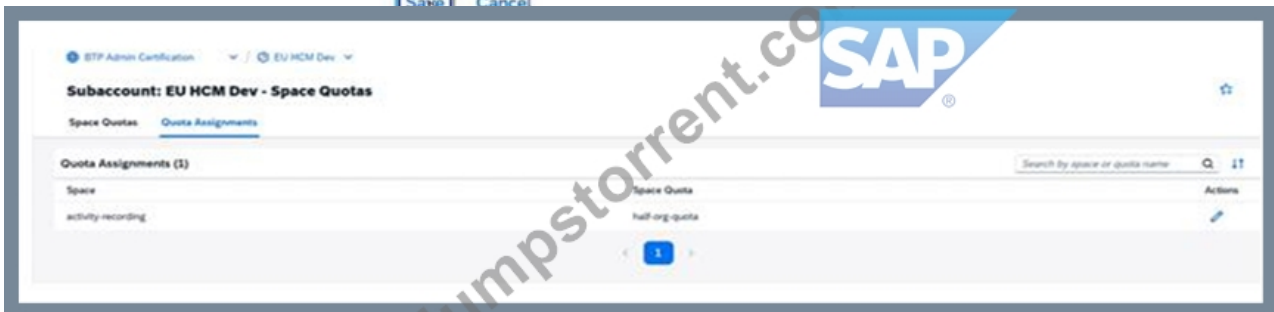 Save Cancel
BTP Admin Certification / EU HCM Dev
SAP
®
Subaccount: EU HCM Dev - Space Quotas
Space Quotas Quota Assignments
Quota Assignments (1) Search by space or quota name
Space Space Quota Actions
activity-recording half-org-quota
1
umpstorrent.co